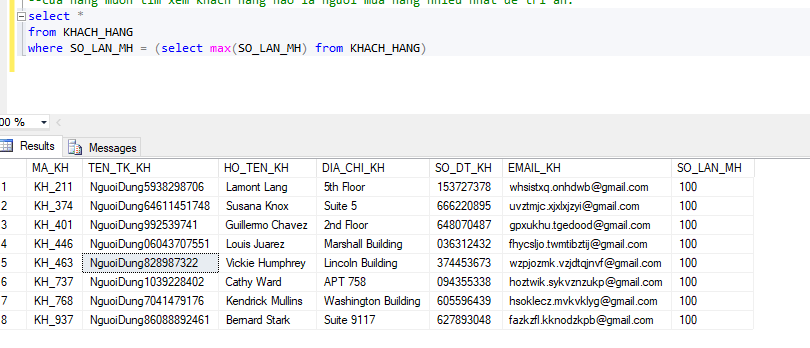 --cửa hàng muốn tìm xem khách hàng nào là người mua hàng nhiều nhất để tri ân.
select *
from KHACH_HANG
where SO_LAN_MH = (select max(SO_LAN_MH) from KHACH_HANG)
00 %
Results Messages
MA_KH TEN_TK_KH HO_TEN_KH DIA_CHI_KH SO_DT_KH EMAIL_KH SO_LAN_MH
1 KH_211 NguoiDung5938298706 Lamont Lang 5th Floor 153727378 whsistxq.onhdwb@gmail.com 100
2 KH_374 NguoiDung64611451748 Susana Knox Suite 5 666220895 uvztmjc.xjxlxjzyi@gmail.com 100
3 KH_401 NguoiDung992539741 Guillermo Chavez 2nd Floor 648070487 gpxukhu.tgedood@gmail.com 100
4 KH_446 NguoiDung06043707551 Louis Juarez Marshall Building 036312432 fhycsljo.twmtibztij@gmail.com 100
5 KH_463 NguoiDung828987322 Vickie Humphrey Lincoln Building 374453673 wzpjozmk.vzjdtqjnvf@gmail.com 100
6 KH_737 NguoiDung1039228402 Cathy Ward APT 758 094355338 hoztwik.sykvznzukp@gmail.com 100
7 KH_768 NguoiDung7041479176 Kendrick Mullins Washington Building 605596439 hsoklecz.mvkvklyg@gmail.com 100
8 KH_937 NguoiDung86088892461 Bernard Stark Suite 9117 627893048 fazkzfl.kknodzkpb@gmail.com 100